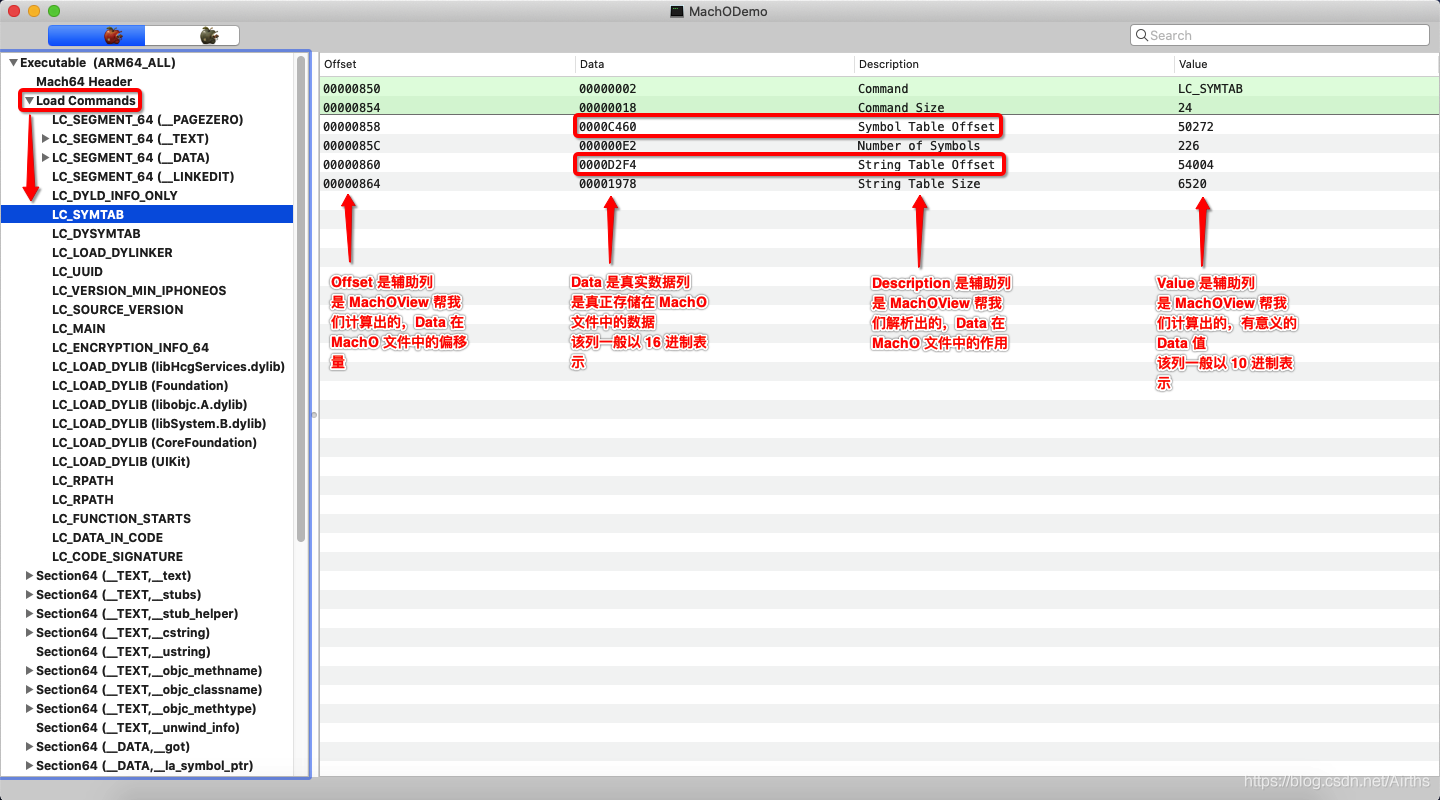 MachODemo
Search
Executable (ARM64_ALL)
Mach64 Header
Load Commands
LC_SEGMENT_64 (__PAGEZERO)
LC_SEGMENT_64 (__TEXT)
LC_SEGMENT_64 (__DATA)
LC_SEGMENT_64 (__LINKEDIT)
LC_DYLD_INFO_ONLY
LC_SYMTAB
LC_DYSYMTAB
LC_LOAD_DYLINKER
LC_UUID
LC_VERSION_MIN_IPHONEOS
LC_SOURCE_VERSION
LC_MAIN
LC_ENCRYPTION_INFO_64
LC_LOAD_DYLIB (libHcgServices.dylib)
LC_LOAD_DYLIB (Foundation)
LC_LOAD_DYLIB (libobjc.A.dylib)
LC_LOAD_DYLIB (libSystem.B.dylib)
LC_LOAD_DYLIB (CoreFoundation)
LC_LOAD_DYLIB (UIKit)
LC_RPATH
LC_RPATH
LC_FUNCTION_STARTS
LC_DATA_IN_CODE
LC_CODE_SIGNATURE
Section64 (__TEXT,__text)
Section64 (__TEXT,__stubs)
Section64 (__TEXT,__stub_helper)
Section64 (__TEXT,__cstring)
Section64 (__TEXT,__ustring)
Section64 (__TEXT,__objc_methname)
Section64 (__TEXT,__objc_classname)
Section64 (__TEXT,__objc_methtype)
Section64 (__TEXT,__unwind_info)
Section64 (__DATA,__got)
Section64 (__DATA,__la_symbol_ptr)
Offset Data Description Value
00000850 00000002 Command LC_SYMTAB
00000854 00000018 Command Size 24
00000858 0000C460 Symbol Table Offset 50272
0000085C 000000E2 Number of Symbols 226
00000860 0000D2F4 String Table Offset 54004
00000864 00001978 String Table Size 6520
Offset 是辅助列
是 MachOView 帮我
们计算出的，Data 在
MachO 文件中的偏移
量
Data 是真实数据列
是真正存储在 MachO
文件中的数据
该列一般以 16 进制表
示
Description 是辅助列
是 MachOView 帮我
们解析出的，Data 在
MachO 文件中的作用
Value 是辅助列
是 MachOView 帮我
们计算出的，有意义的
Data 值
该列一般以 10 进制表
示
https://blog.csdn.net/Airths